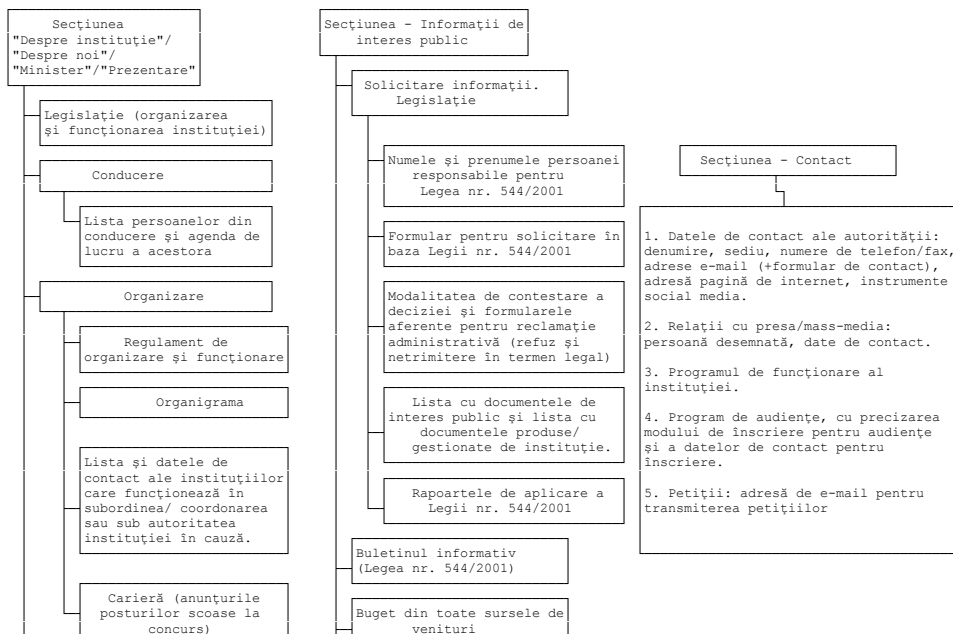 Secţiunea
"Despre instituţie"/
"Despre noi"/
"Minister"/"Prezentare"
Legislaţie (organizarea
şi funcţionarea instituţiei)
Conducere
Lista persoanelor din
conducere şi agenda de
lucru a acestora
Organizare
Regulament de
organizare şi funcţionare
Organigrama
Lista şi datele de
contact ale instituţiilor
care funcţionează în
subordinea/ coordonarea
sau sub autoritatea
instituţiei în cauză.
Carieră (anunţurile
posturilor scoase la
concurs)
Secţiunea - Informaţii de
interes public
Solicitare informaţii.
Legislaţie
Numele şi prenumele persoanei
responsabile pentru
Legea nr. 544/2001
Formular pentru solicitare în
baza Legii nr. 544/2001
Modalitatea de contestare a
deciziei şi formularele
aferente pentru reclamaţie
administrativă (refuz şi
netrimitere în termen legal)
Lista cu documentele de
interes public şi lista cu
documentele produse/
gestionate de instituţie.
Rapoartele de aplicare a
Legii nr. 544/2001
Buletinul informativ
(Legea nr. 544/2001)
Buget din toate sursele de
venituri
Secţiunea - Contact
1. Datele de contact ale autorităţii:
denumire, sediu, numere de telefon/fax,
adrese e-mail (+formular de contact),
adresă pagină de internet, instrumente
social media.
2. Relaţii cu presa/mass-media:
persoană desemnată, date de contact.
3. Programul de funcţionare al
instituţiei.
4. Program de audienţe, cu precizarea
modului de înscriere pentru audienţe
şi a datelor de contact pentru
înscriere.
5. Petiţii: adresă de e-mail pentru
transmiterea petiţiilor